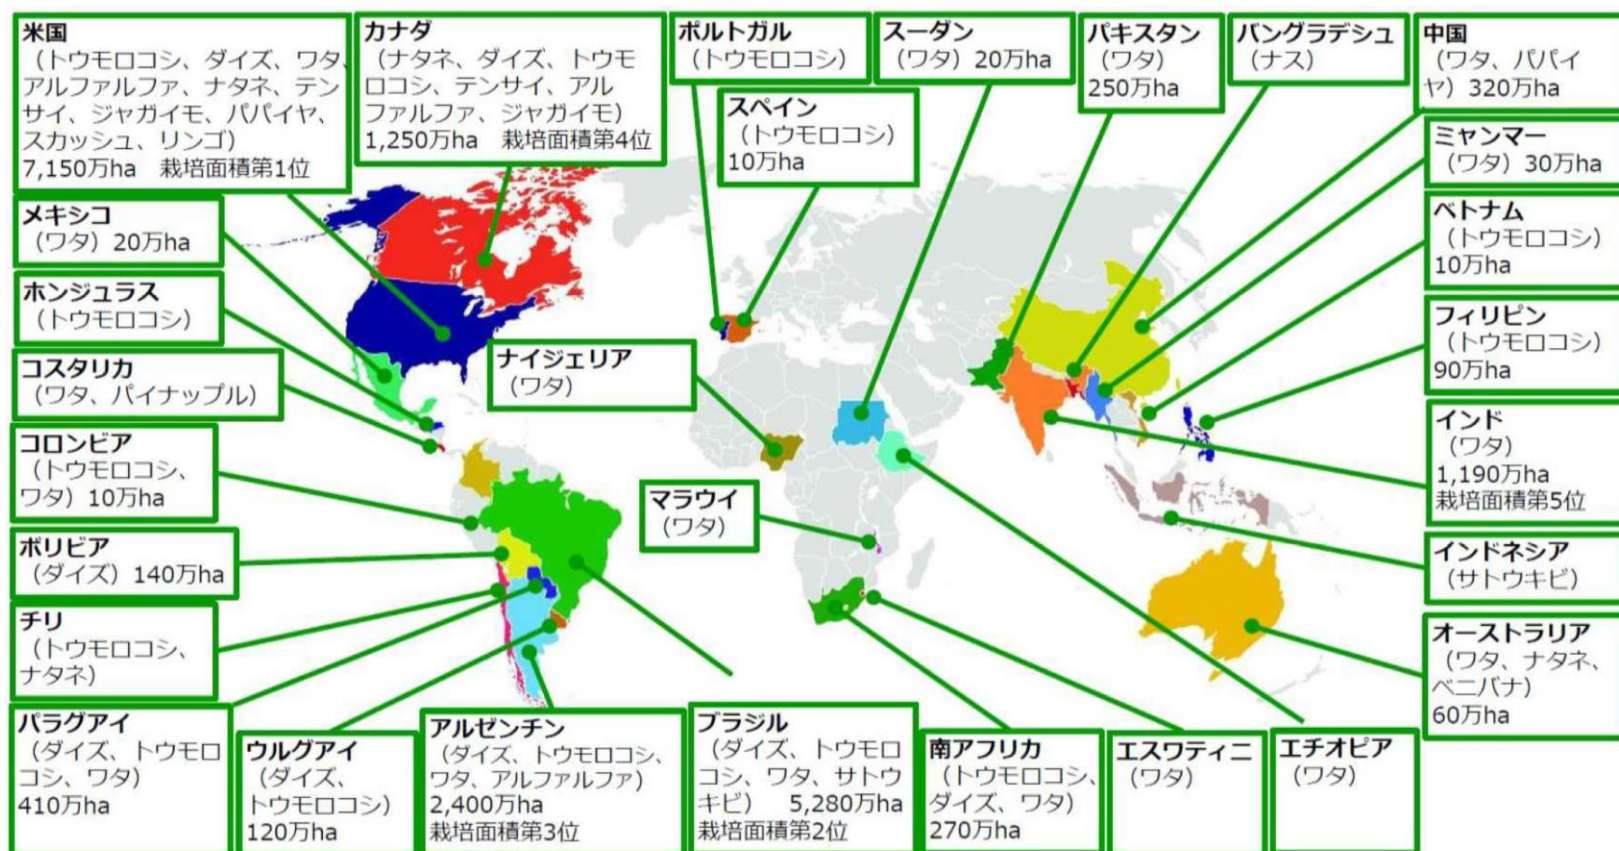 米国
（トウモロコシ、ダイズ、ワタ、
アルファルファ、ナタネ、テン
サイ、ジャガイモ、パパイヤ、
スカッシュ、リンゴ）
7,150万ha　栽培面積第1位
カナダ
（ナタネ、ダイズ、トウモ
ロコシ、テンサイ、アル
ファルファ、ジャガイモ）
1,250万ha　栽培面積第4位
ポルトガル
（トウモロコシ）
スペイン
（トウモロコシ）
10万ha
スーダン
（ワタ）20万ha
パキスタン
（ワタ）
250万ha
バングラデシュ
（ナス）
中国
（ワタ、パパイ
ヤ）320万ha
ミャンマー
（ワタ）30万ha
ベトナム
（トウモロコシ）
10万ha
フィリピン
（トウモロコシ）
90万ha
インド
（ワタ）
1,190万ha
栽培面積第5位
インドネシア
（サトウキビ）
オーストラリア
（ワタ、ナタネ、
ベニバナ）
60万ha
メキシコ
（ワタ）20万ha
ホンジュラス
（トウモロコシ）
コスタリカ
（ワタ、パイナップル）
コロンビア
（トウモロコシ、
ワタ）10万ha
ボリビア
（ダイズ）140万ha
チリ
（トウモロコシ、
ナタネ）
ナイジェリア
（ワタ）
マラウイ
（ワタ）
パラグアイ
（ダイズ、トウモロ
コシ、ワタ）
410万ha
ウルグアイ
（ダイズ、
トウモロコシ）
120万ha
アルゼンチン
（ダイズ、トウモロコシ、
ワタ、アルファルファ）
2,400万ha
栽培面積第3位
ブラジル
（ダイズ、トウモロ
コシ、ワタ、サトウ
キビ）　5,280万ha
栽培面積第2位
南アフリカ
（トウモロコシ、
ダイズ、ワタ）
270万ha
エスワティニ
（ワタ）
エチオピア
（ワタ）